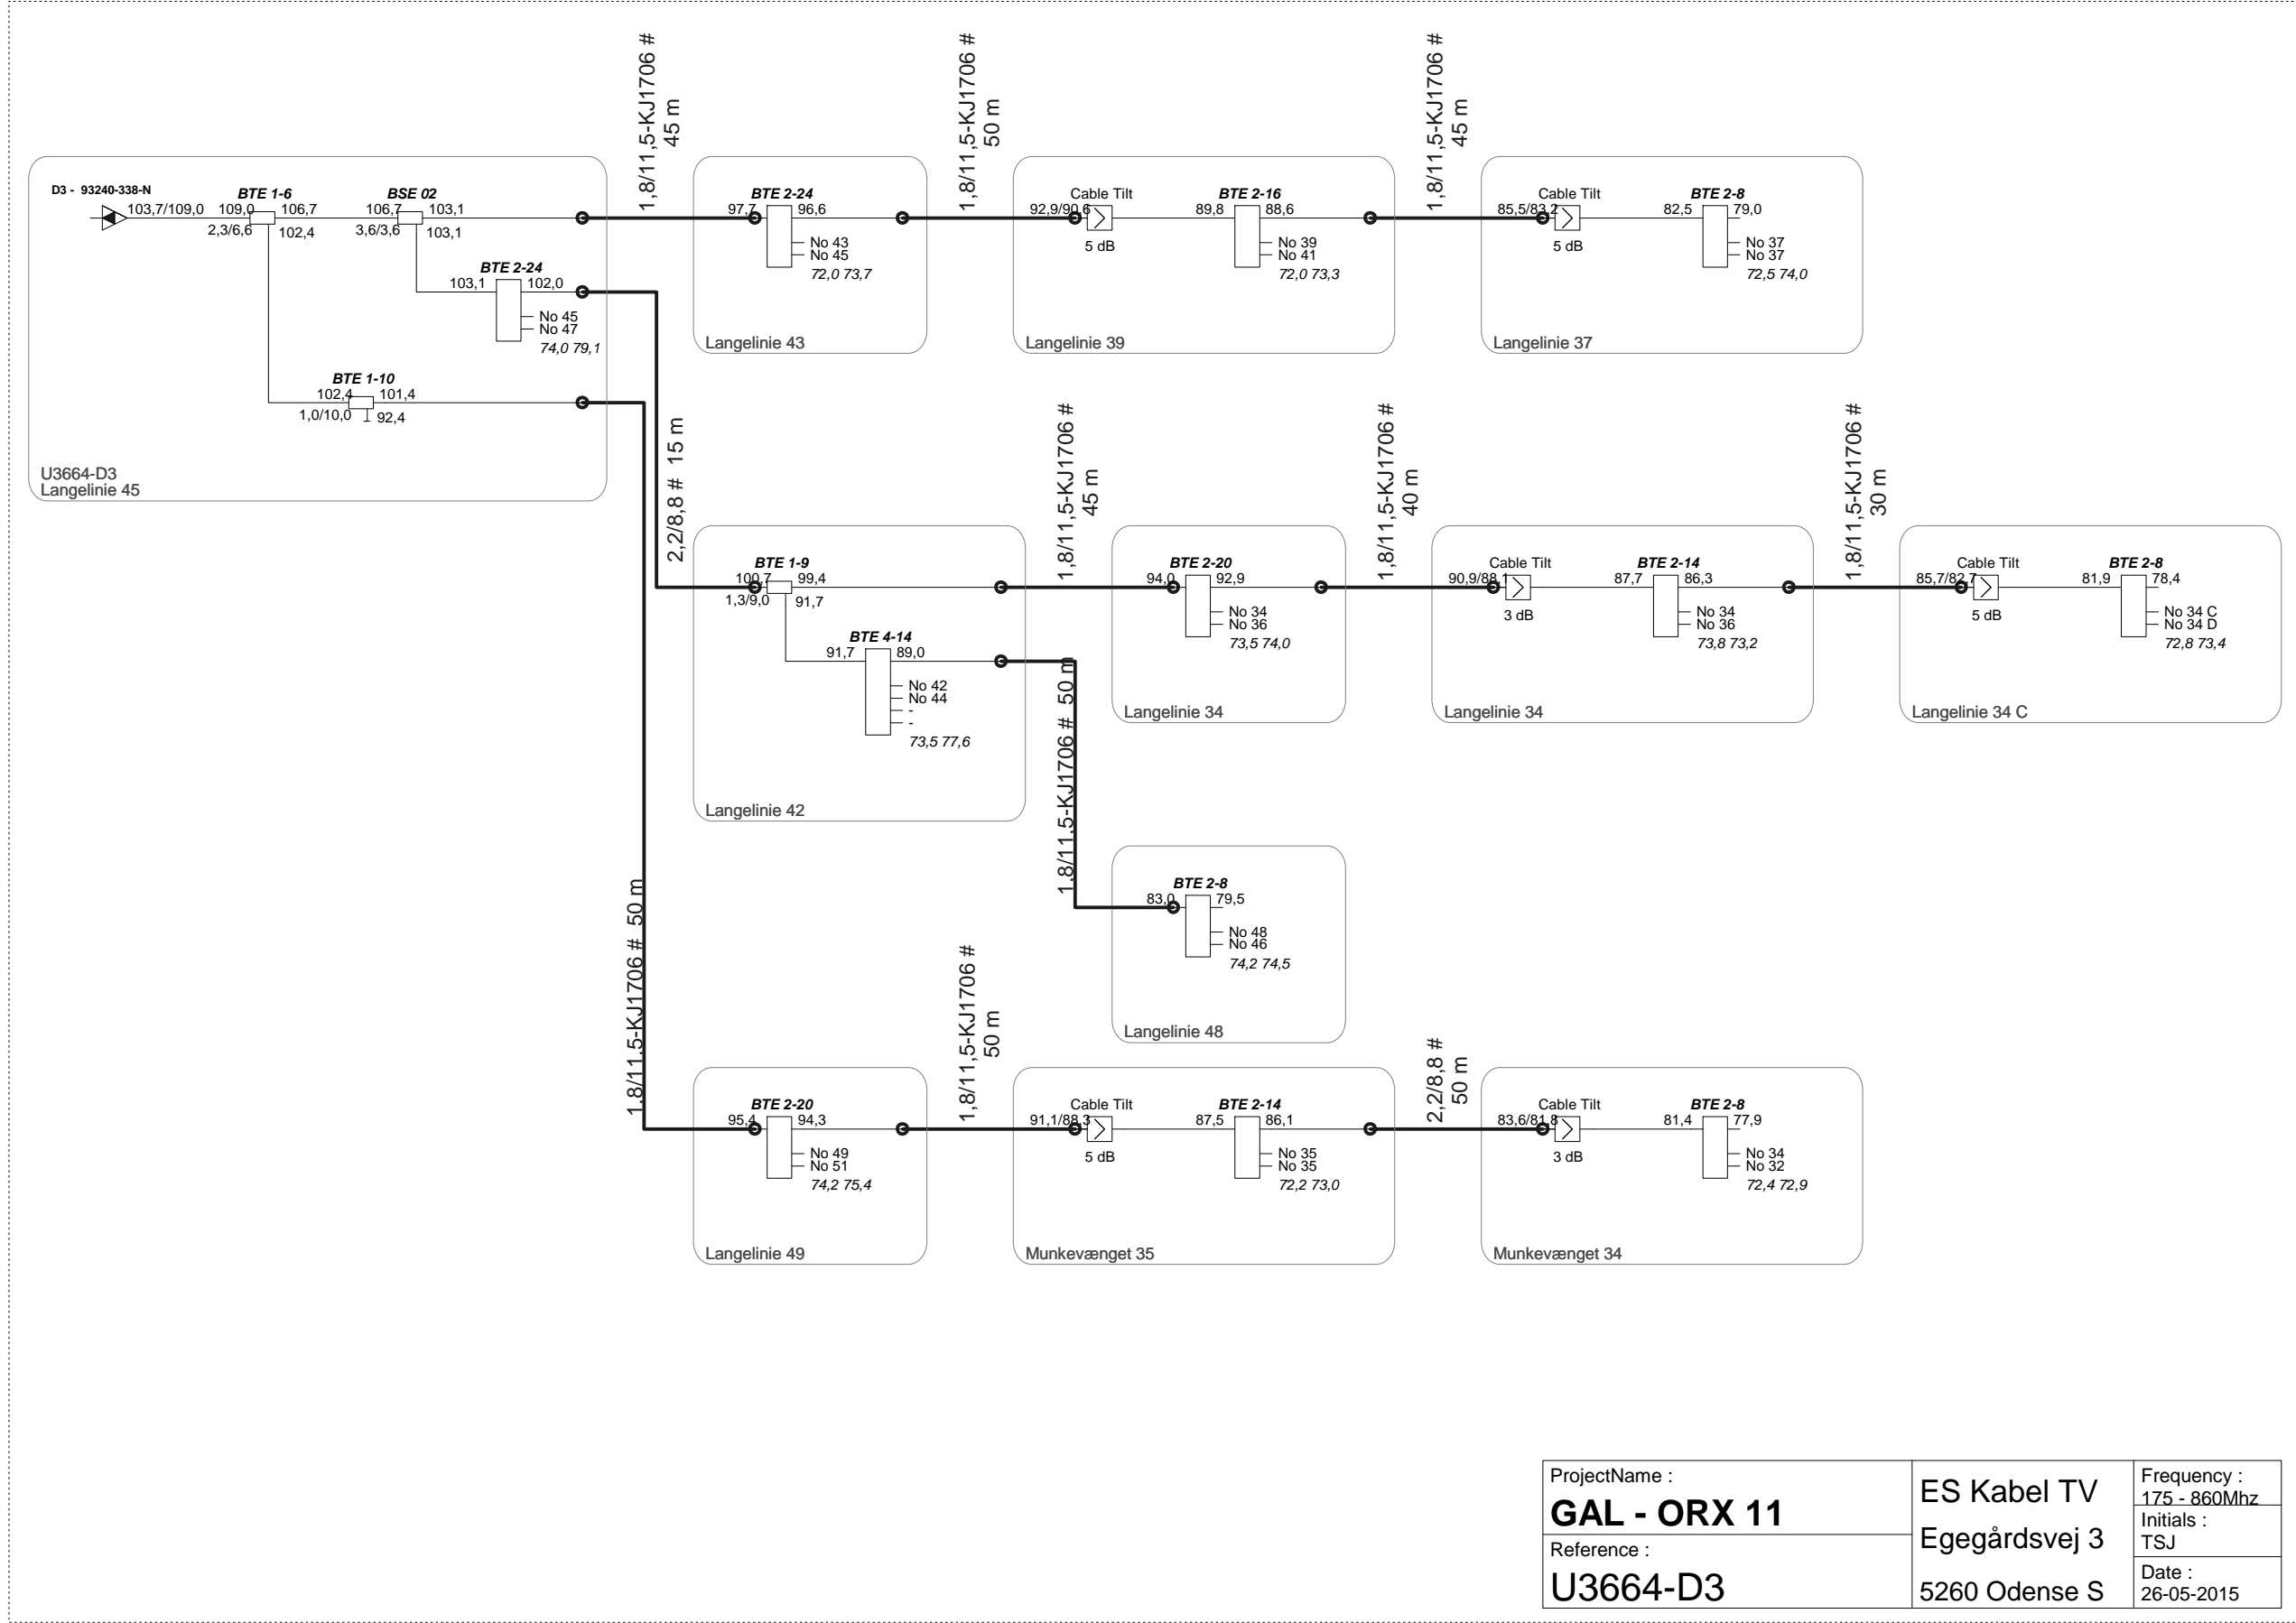 1,8/11,5-KJ1706 #
45 m
1,8/11,5-KJ1706 #
50 m
1,8/11,5-KJ1706 #
45 m
D3 - 93240-338-N
103,7/109,0
BTE 1-6
109,0 106,7
2,3/6,6 102,4
BSE 02
106,7 103,1
3,6/3,6 103,1
BTE 2-24
103,1 102,0
No 45
No 47
74,0 79,1
BTE 1-10
102,4 101,4
1,0/10,0 92,4
U3664-D3
Langelinie 45
BTE 2-24
97,7 96,6
No 43
No 45
72,0 73,7
Langelinie 43
Cable Tilt
92,9/90,6
5 dB
BTE 2-16
89,8 88,6
No 39
No 41
72,0 73,3
Langelinie 39
Cable Tilt
85,5/83,2
5 dB
BTE 2-8
82,5 79,0
No 37
No 37
72,5 74,0
Langelinie 37
2,2/8,8 # 15 m
1,8/11,5-KJ1706 #
45 m
1,8/11,5-KJ1706 #
40 m
1,8/11,5-KJ1706 #
30 m
BTE 1-9
100,7 99,4
1,3/9,0 91,7
BTE 4-14
91,7 89,0
No 42
No 44
-
-
73,5 77,6
Langelinie 42
BTE 2-20
94,0 92,9
No 34
No 36
73,5 74,0
Langelinie 34
Cable Tilt
90,9/88,1
3 dB
BTE 2-14
87,7 86,3
No 34
No 36
73,8 73,2
Langelinie 34
Cable Tilt
85,7/82,7
5 dB
BTE 2-8
81,9 78,4
No 34 C
No 34 D
72,8 73,4
Langelinie 34 C
1,8/11,5-KJ1706 # 50 m
BTE 2-8
83,0 79,5
No 48
No 46
74,2 74,5
Langelinie 48
1,8/11,5-KJ1706 # 50 m
1,8/11,5-KJ1706 #
50 m
2,2/8,8 #
50 m
BTE 2-20
95,4 94,3
No 49
No 51
74,2 75,4
Langelinie 49
Cable Tilt
91,1/88,3
5 dB
BTE 2-14
87,5 86,1
No 35
No 35
72,2 73,0
Munkevænget 35
Cable Tilt
83,6/81,8
3 dB
BTE 2-8
81,4 77,9
No 34
No 32
72,4 72,9
Munkevænget 34
ProjectName :
GAL - ORX 11
Reference :
U3664-D3
ES Kabel TV
Egegårdsvej 3
5260 Odense S
Frequency :
175 - 860Mhz
Initials :
TSJ
Date :
26-05-2015